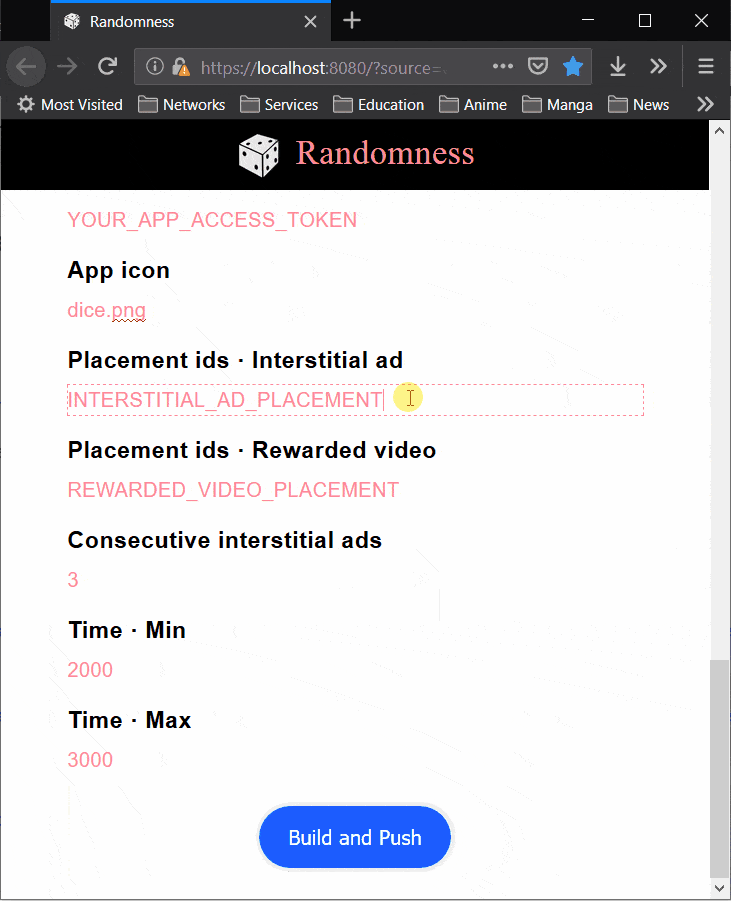 Randomness
https://localhost:8080/?source=
Most Visited Networks Services Education Anime Manga News
Randomness
YOUR_APP_ACCESS_TOKEN
App icon
dice.png
Placement ids · Interstitial ad
INTERSTITIAL_AD_PLACEMENT
Placement ids · Rewarded video
REWARDED_VIDEO_PLACEMENT
Consecutive interstitial ads
3
Time · Min
2000
Time · Max
3000
Build and Push